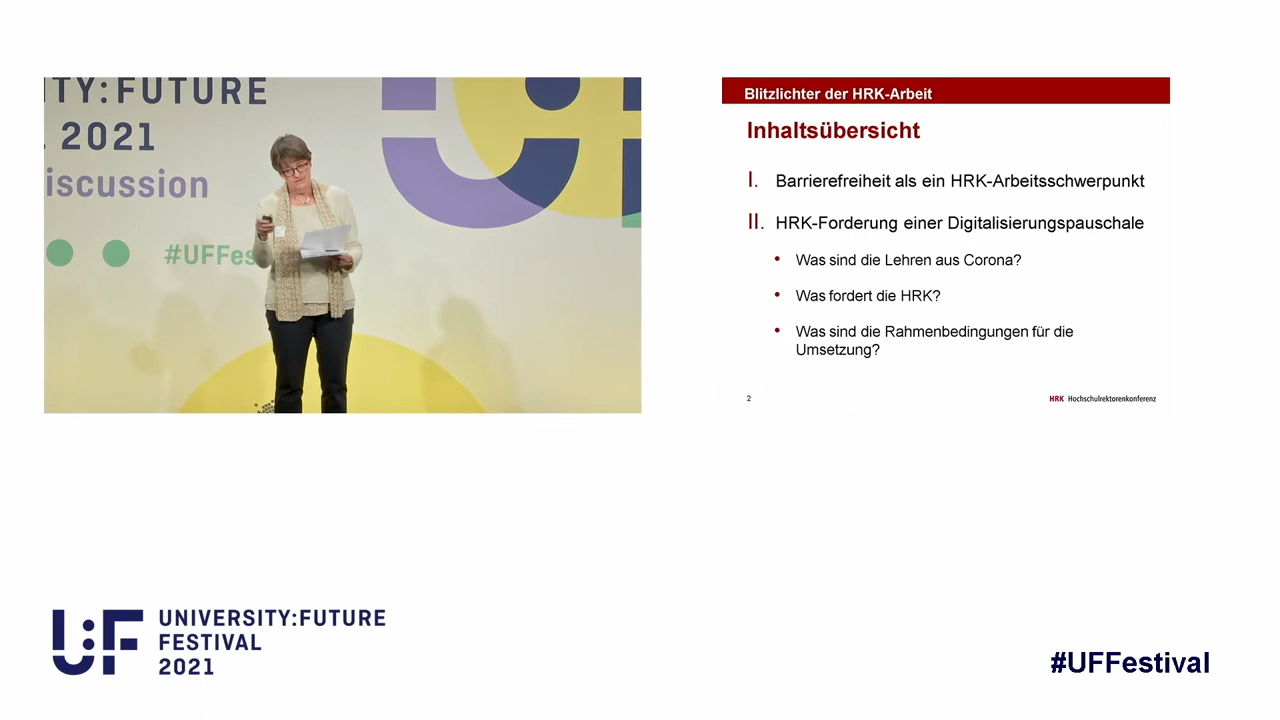 ITY:FUTURE
2021
iscussion
#UFFes
Blitzlichter der HRK-Arbeit
Inhaltsübersicht
I. Barrierefreiheit als ein HRK-Arbeitsschwerpunkt
II. HRK-Forderung einer Digitalisierungspauschale
• Was sind die Lehren aus Corona?
• Was fordert die HRK?
• Was sind die Rahmenbedingungen für die
Umsetzung?
2
HRK Hochschulrektorenkonferenz
U:F
UNIVERSITY:FUTURE
FESTIVAL
2021
#UFFestival